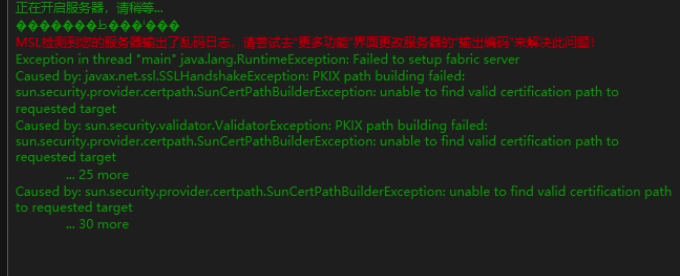 正在开启服务器，请稍等...
MSL检测到您的服务器输出了乱码日志，请尝试去"更多功能"界面更改服务器的"输出编码"来解决此问题！
Exception in thread "main" java.lang.RuntimeException: Failed to setup fabric server
Caused by: javax.net.ssl.SSLHandshakeException: PKIX path building failed:
sun.security.provider.certpath.SunCertPathBuilderException: unable to find valid certification path to
requested target
Caused by: sun.security.validator.ValidatorException: PKIX path building failed:
sun.security.provider.certpath.SunCertPathBuilderException: unable to find valid certification path to
requested target
... 25 more
Caused by: sun.security.provider.certpath.SunCertPathBuilderException: unable to find valid certification path
to requested target
... 30 more